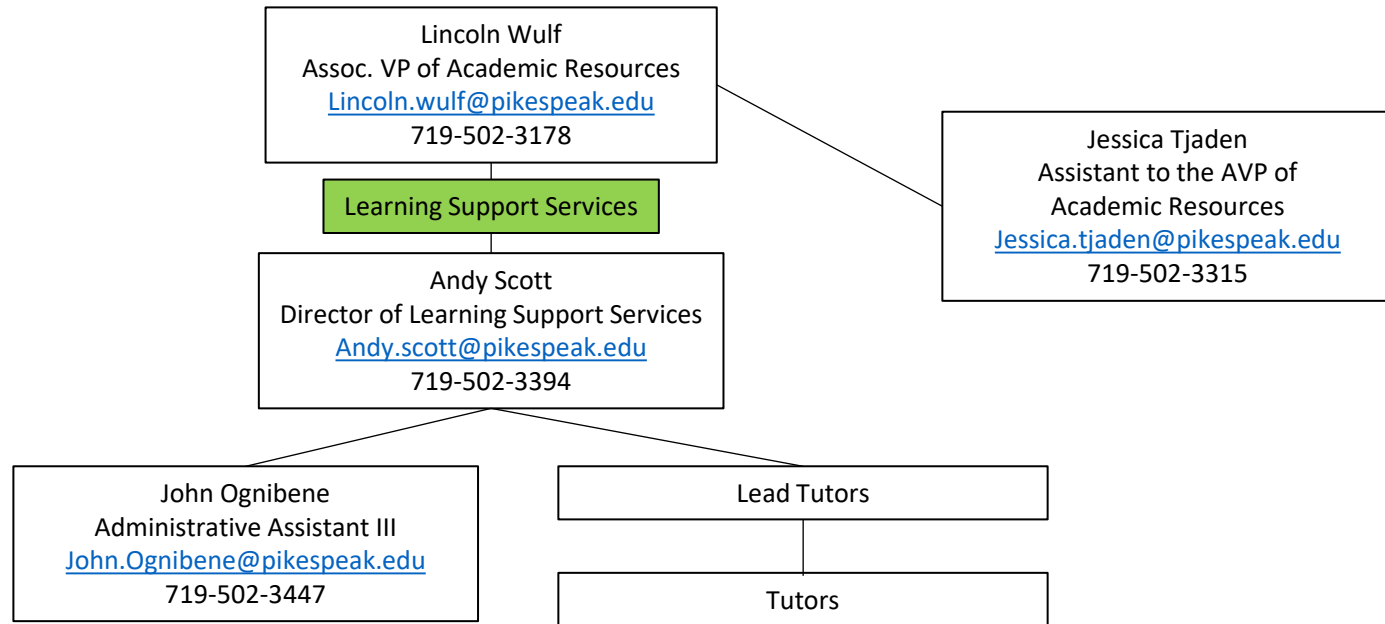 Lincoln Wulf
Assoc. VP of Academic Resources
Lincoln.wulf@pikespeak.edu
719-502-3178
Jessica Tjaden
Assistant to the AVP of
Academic Resources
Jessica.tjaden@pikespeak.edu
719-502-3315
Learning Support Services
Andy Scott
Director of Learning Support Services
Andy.scott@pikespeak.edu
719-502-3394
John Ognibene
Administrative Assistant III
John.Ognibene@pikespeak.edu
719-502-3447
Lead Tutors
Tutors